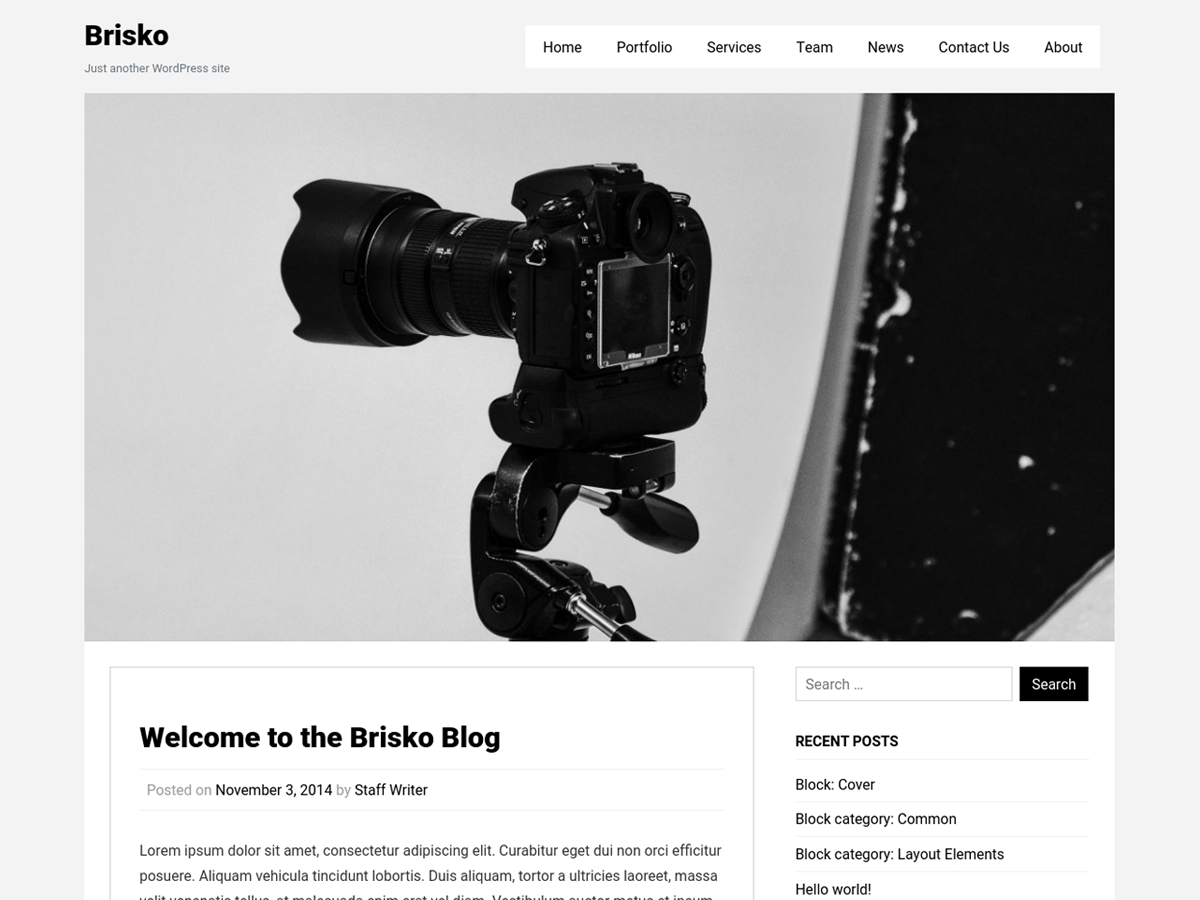 Brisko
Just another WordPress site
Home Portfolio Services Team News Contact Us About
Nikon
Search …
Search
Welcome to the Brisko Blog
Posted on November 3, 2014 by Staff Writer
Lorem ipsum dolor sit amet, consectetur adipiscing elit. Curabitur eget dui non orci efficitur
posuere. Aliquam vehicula tincidunt lobortis. Duis aliquam, tortor a ultricies laoreet, massa
RECENT POSTS
Block: Cover
Block category: Common
Block category: Layout Elements
Hello world!